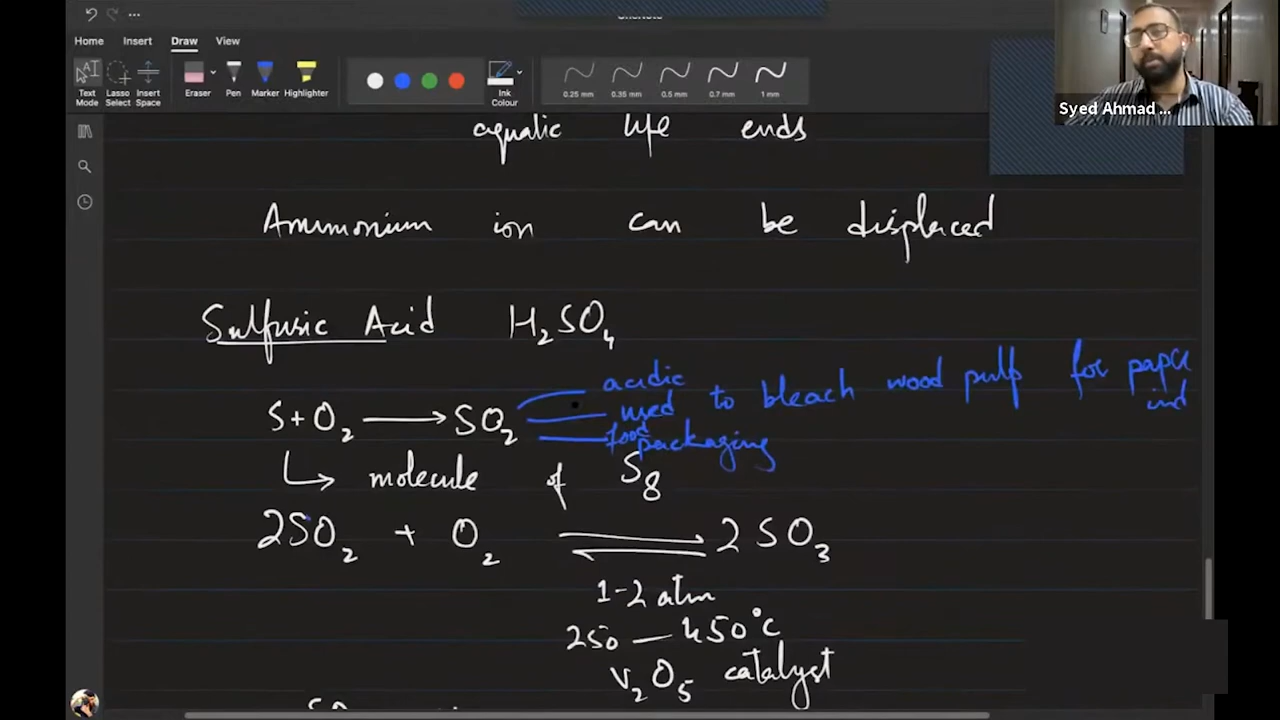 OneNote
Home Insert Draw View
Text Mode Lasso Select Insert Space Eraser Pen Marker Highlighter Ink Colour 0.25 mm 0.35 mm 0.5 mm 0.7 mm 1 mm
Syed Ahmad ...
aquatic life ends
Ammonium ion can be displaced
Sulfuric Acid H₂SO₄
acidic
S + O₂ → SO₂ used to bleach wood pulp for paper ind
food packaging
↳ molecule of S₈
2SO₂ + O₂ ⇌ 2SO₃
1-2 atm
250 — 450°C
V₂O₅ catalyst